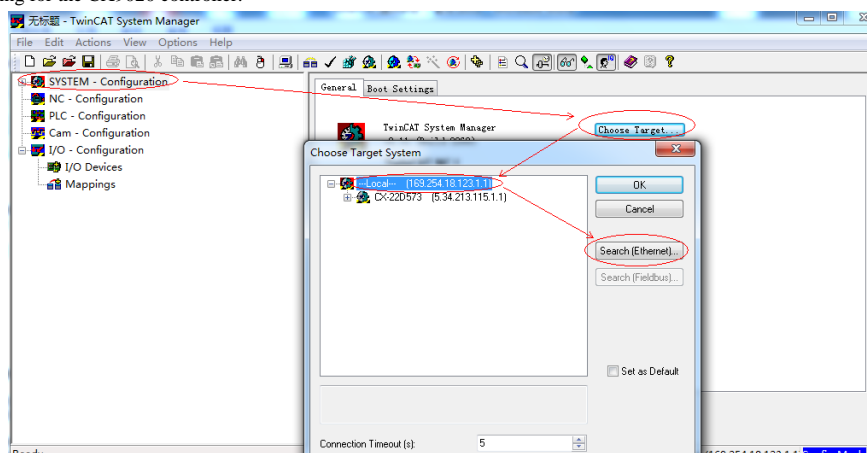 无标题 - TwinCAT System Manager
File Edit Actions View Options Help
SYSTEM - Configuration
NC - Configuration
PLC - Configuration
Cam - Configuration
I/O - Configuration
I/O Devices
Mappings
General Boot Settings
TwinCAT System Manager
Choose Target...
Choose Target System
---Local--- (169.254.18.123.1.1)
CX-22D573 (5.34.213.115.1.1)
OK
Cancel
Search (Ethernet)...
Search (Fieldbus)...
Set as Default
Connection Timeout (s): 5